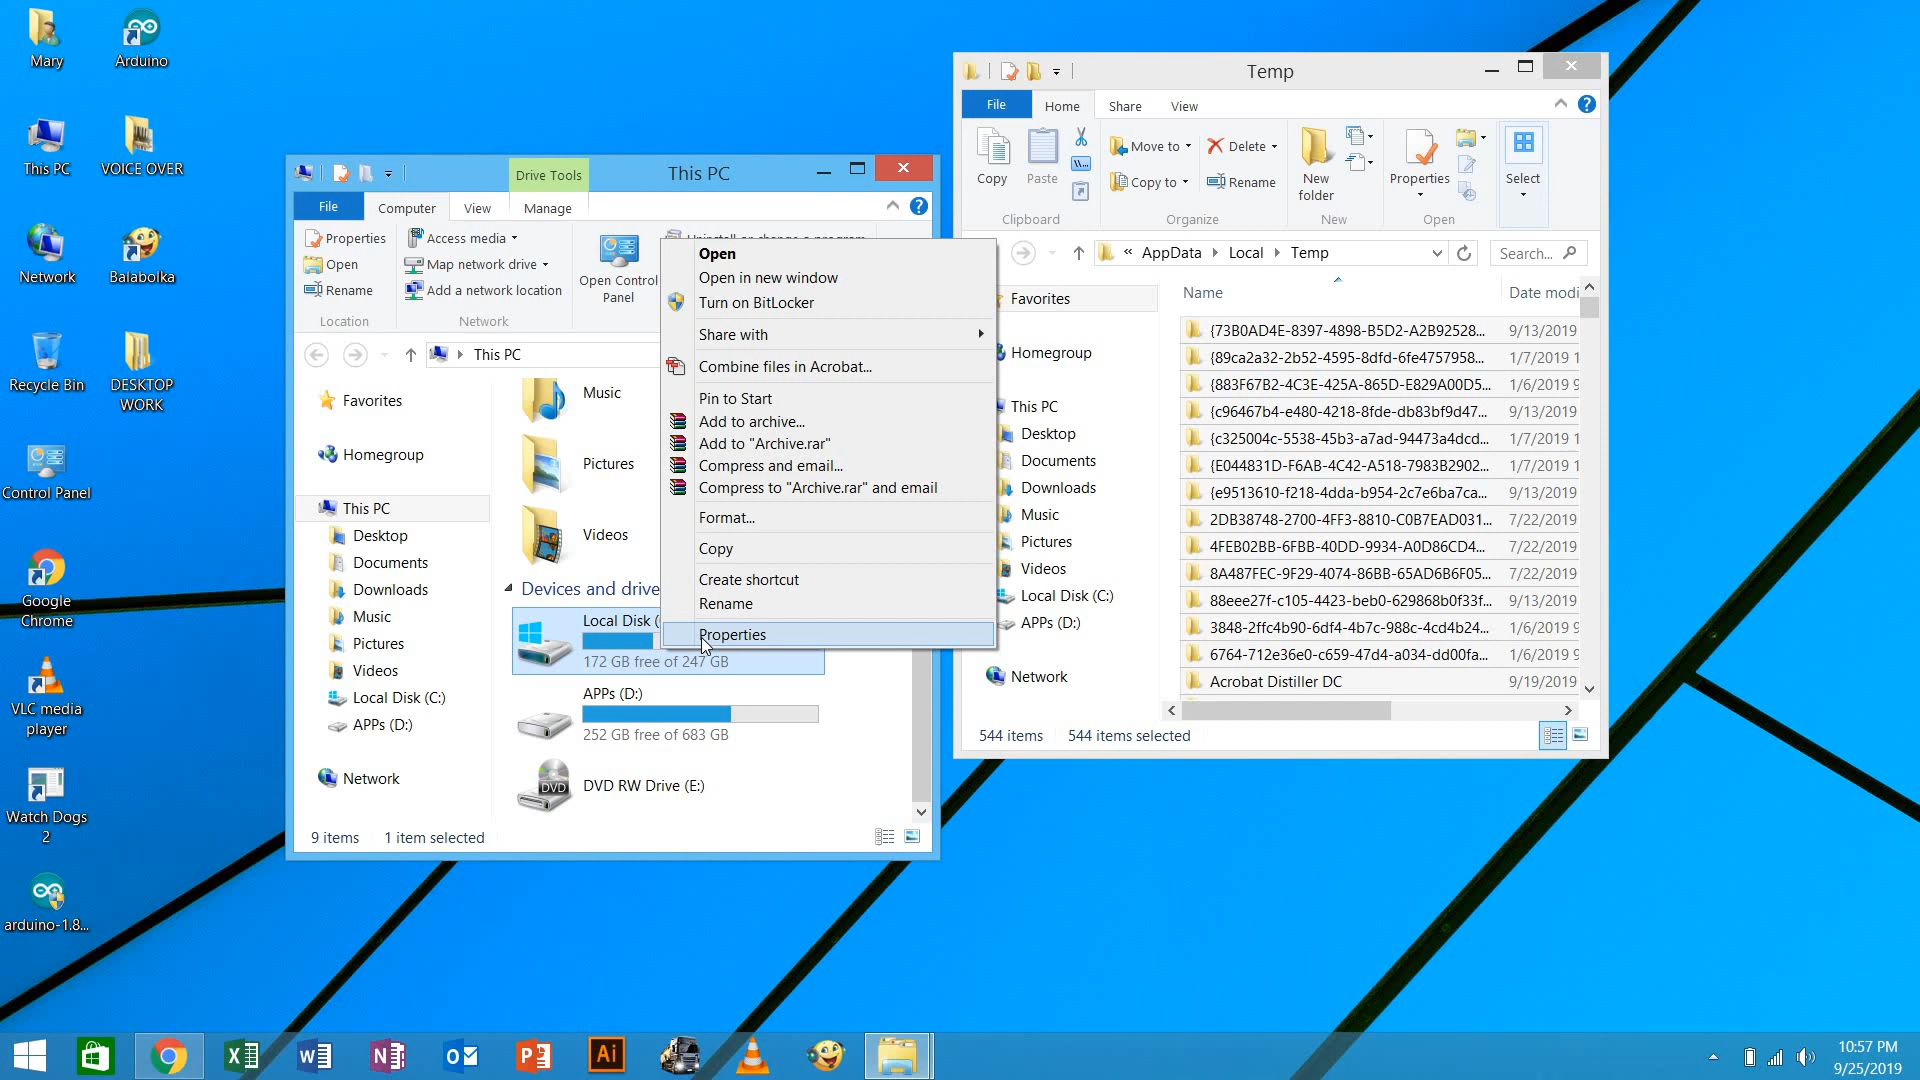 Mary
Arduino
This PC
VOICE OVER
Network
Balabolka
Recycle Bin
DESKTOP
WORK
Control Panel
Google
Chrome
VLC media
player
Watch Dogs
2
arduino-1.8...
Drive Tools
This PC
File
Computer
View
Manage
Properties
Open
Rename
Location
Access media
Map network drive
Add a network location
Network
Open Control
Panel
Uninstall or change a program
This PC
Favorites
Homegroup
This PC
Desktop
Documents
Downloads
Music
Pictures
Videos
Local Disk (C:)
APPs (D:)
Network
Music
Pictures
Videos
Devices and drive
Local Disk (
172 GB free of 247 GB
APPs (D:)
252 GB free of 683 GB
DVD
DVD RW Drive (E:)
9 items
1 item selected
Open
Open in new window
Turn on BitLocker
Share with
Combine files in Acrobat...
Pin to Start
Add to archive...
Add to "Archive.rar"
Compress and email...
Compress to "Archive.rar" and email
Format...
Copy
Create shortcut
Rename
Properties
Temp
File
Home
Share
View
Copy
Paste
Clipboard
Move to
Copy to
Delete
Rename
Organize
New
folder
New
Properties
Open
Select
« AppData Local Temp
Search...
Favorites
Homegroup
This PC
Desktop
Documents
Downloads
Music
Pictures
Videos
Local Disk (C:)
APPs (D:)
Network
Name Date modi
{73B0AD4E-8397-4898-B5D2-A2B92528... 9/13/2019
{89ca2a32-2b52-4595-8dfd-6fe4757958... 1/7/2019 1
{883F67B2-4C3E-425A-865D-E829A00D5... 1/6/2019 9
{c96467b4-e480-4218-8fde-db83bf9d47... 9/13/2019
{c325004c-5538-45b3-a7ad-94473a4dcd... 1/7/2019 1
{E044831D-F6AB-4C42-A518-7983B2902... 1/7/2019 1
{e9513610-f218-4dda-b954-2c7e6ba7ca... 9/13/2019
2DB38748-2700-4FF3-8810-C0B7EAD031... 7/22/2019
4FEB02BB-6FBB-40DD-9934-A0D86CD4... 7/22/2019
8A487FEC-9F29-4074-86BB-65AD6B6F05... 7/22/2019
88eee27f-c105-4423-beb0-629868b0f33f... 9/13/2019
3848-2ffc4b90-6df4-4b7c-988c-4cd4b24... 1/6/2019 9
6764-712e36e0-c659-47d4-a034-dd00fa... 1/6/2019 9
Acrobat Distiller DC 9/19/2019
544 items
544 items selected
Ai
10:57 PM
9/25/2019